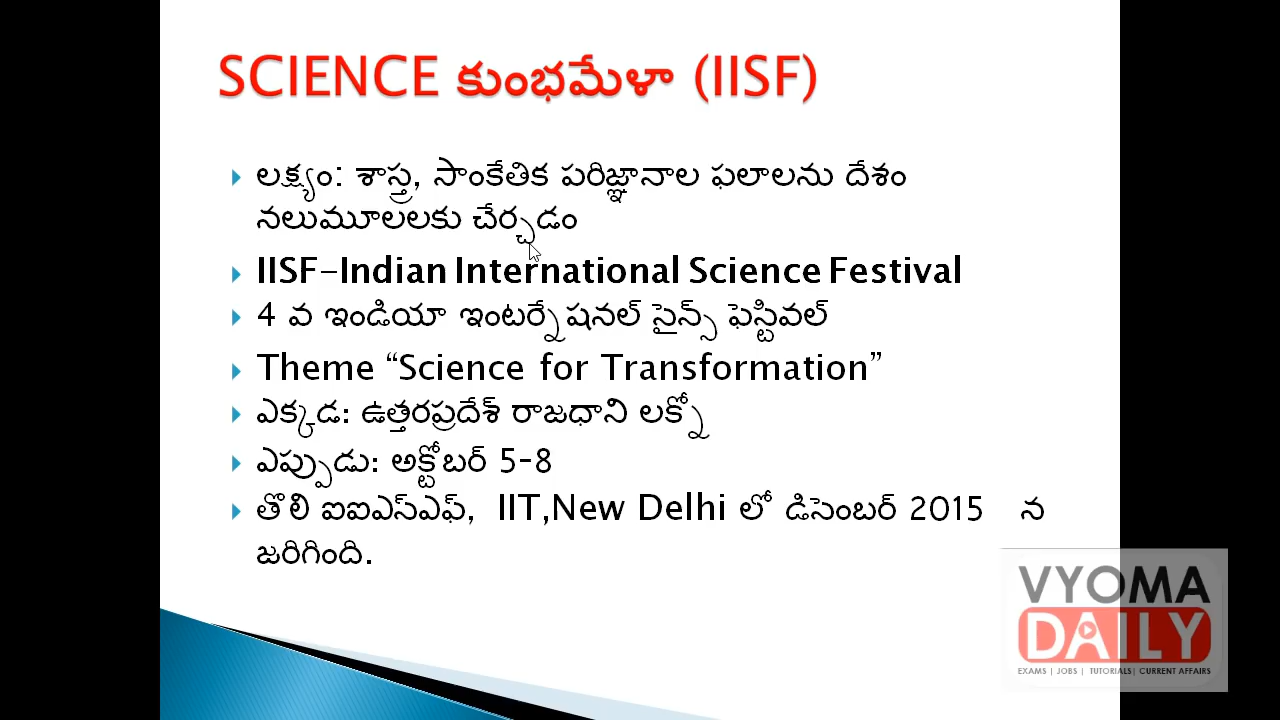 SCIENCE కుంభమేళా (IISF)
లక్ష్యం: శాస్త్ర, సాంకేతిక పరిజ్ఞానాల ఫలాలను దేశం
నలుమూలలకు చేర్చడం
IISF-Indian International Science Festival
4 వ ఇండియా ఇంటర్నేషనల్ సైన్స్ ఫెస్టివల్
Theme “Science for Transformation”
ఎక్కడ: ఉత్తరప్రదేశ్ రాజధాని లక్నో
ఎప్పుడు: అక్టోబర్ 5-8
తొలి ఐఐఎస్ఎఫ్, IIT,New Delhi లో డిసెంబర్ 2015 న
జరిగింది.
VYOMA
DAILY
EXAMS | JOBS | TUTORIALS| CURRENT AFFAIRS